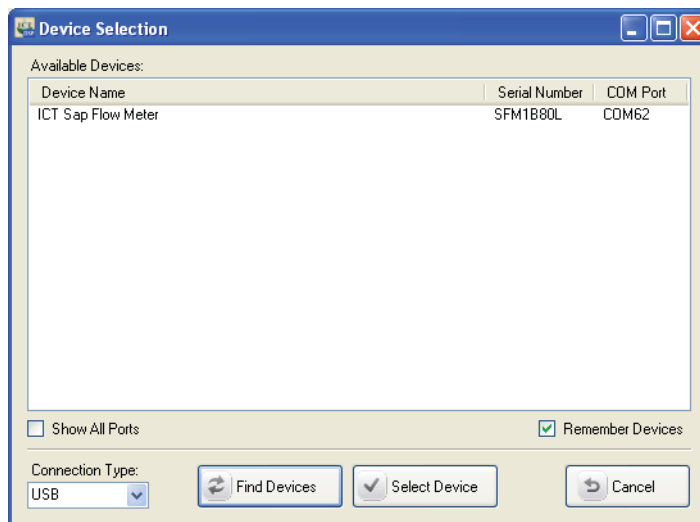 Device Selection
Available Devices:
Device Name Serial Number COM Port
ICT Sap Flow Meter SFM1B80L COM62
Show All Ports Remember Devices
Connection Type:
USB Find Devices Select Device Cancel